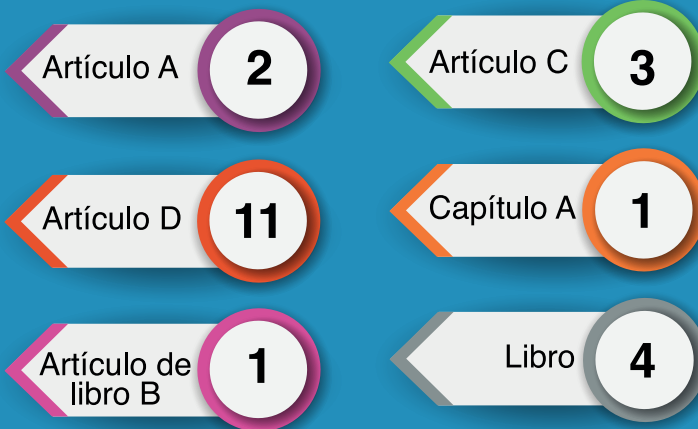 Artículo A 2
Artículo C 3
Artículo D 11
Capítulo A 1
Artículo de
libro B
1
Libro 4